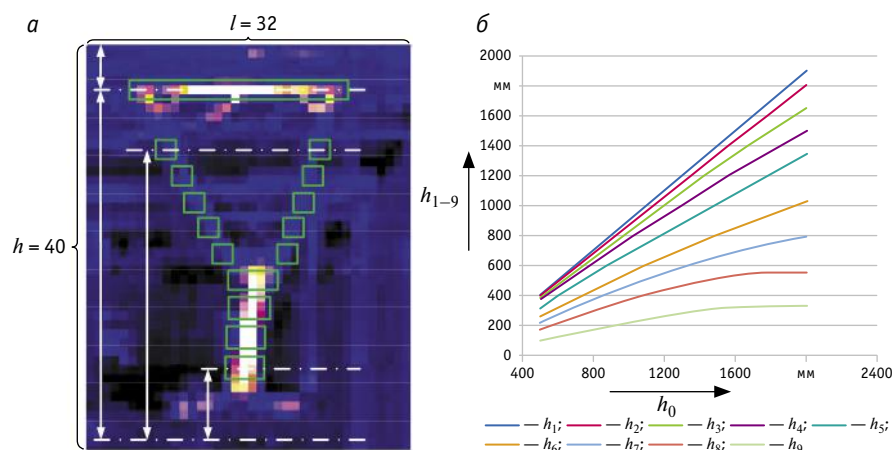 а
l = 32
h = 40
б
мм
2000
1800
1600
1400
1200
1000
800
600
400
200
0
h1–9
400
800
1200
1600
мм
2400
h0
— h1; — h2; — h3; — h4; — h5;
— h6; — h7; — h8; — h9